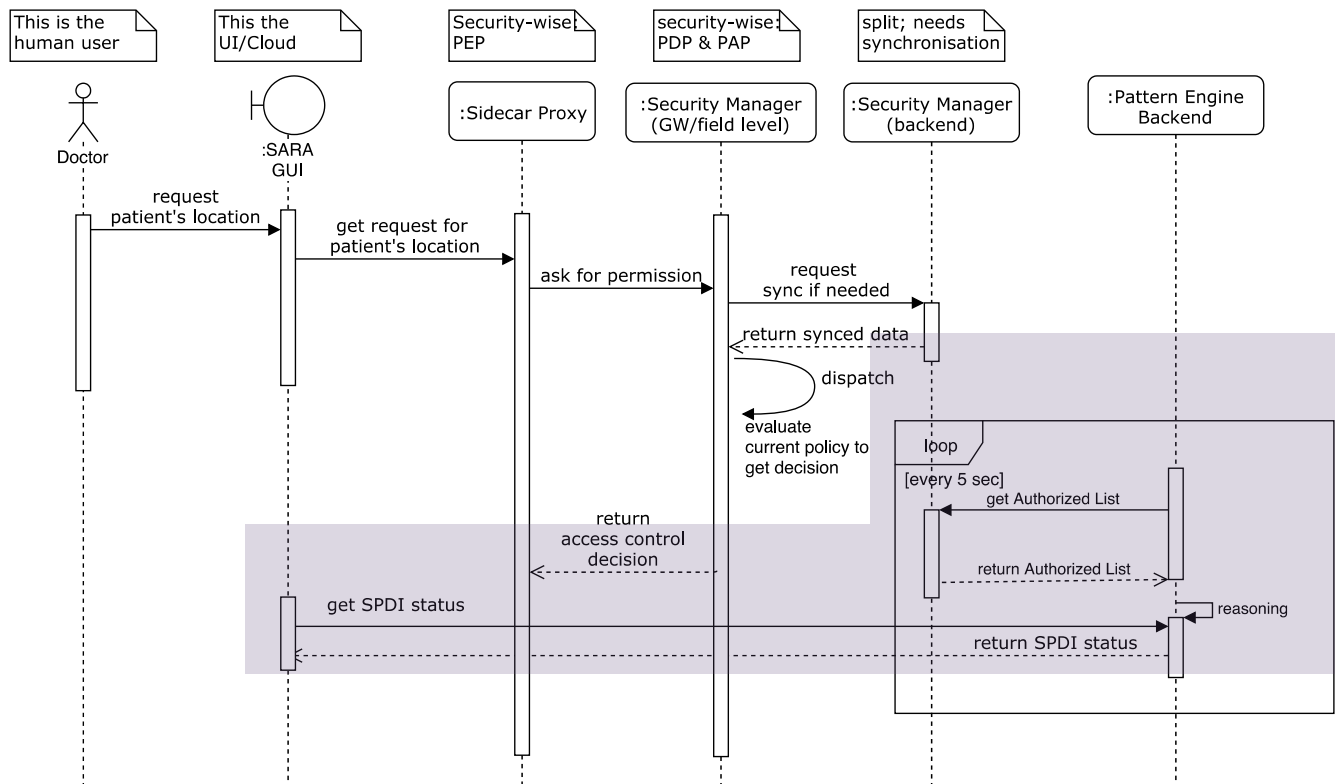 This is the
human user
This the
UI/Cloud
Security-wise:
PEP
security-wise:
PDP & PAP
split; needs
synchronisation
Doctor
:SARA
GUI
:Sidecar Proxy
:Security Manager
(GW/field level)
:Security Manager
(backend)
:Pattern Engine
Backend
request
patient's location
get request for
patient's location
ask for permission
request
sync if needed
return synced data
dispatch
evaluate
current policy to
get decision
loop
[every 5 sec]
get Authorized List
return
access control
decision
return Authorized List
get SPDI status
reasoning
return SPDI status